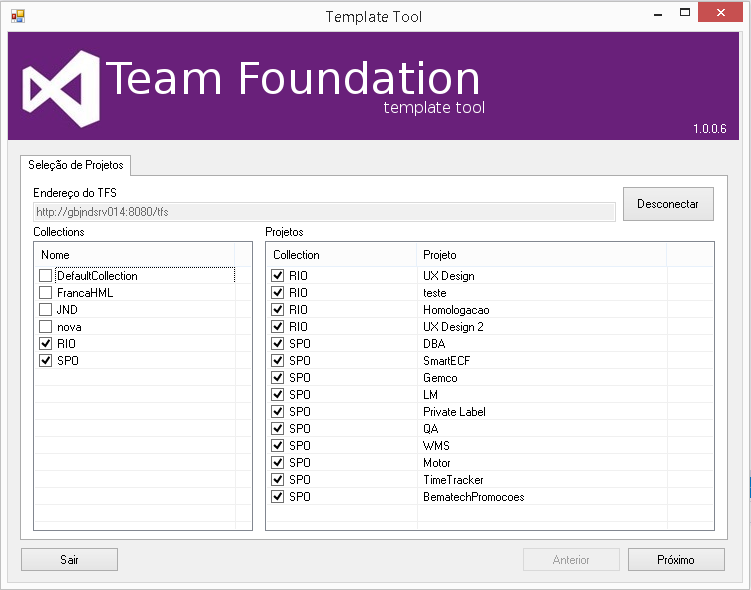 Template Tool
Team Foundation
template tool
1.0.0.6
Seleção de Projetos
Endereço do TFS
http://gbjndsrv014:8080/tfs
Desconectar
Collections
Projetos
Nome
Collection Projeto
DefaultCollection
RIO UX Design
FrancaHML
RIO teste
JND
RIO Homologacao
nova
RIO UX Design 2
RIO
SPO DBA
SPO
SPO SmartECF
SPO Gemco
SPO LM
SPO Private Label
SPO QA
SPO WMS
SPO Motor
SPO TimeTracker
SPO BematechPromocoes
Sair
Anterior
Próximo